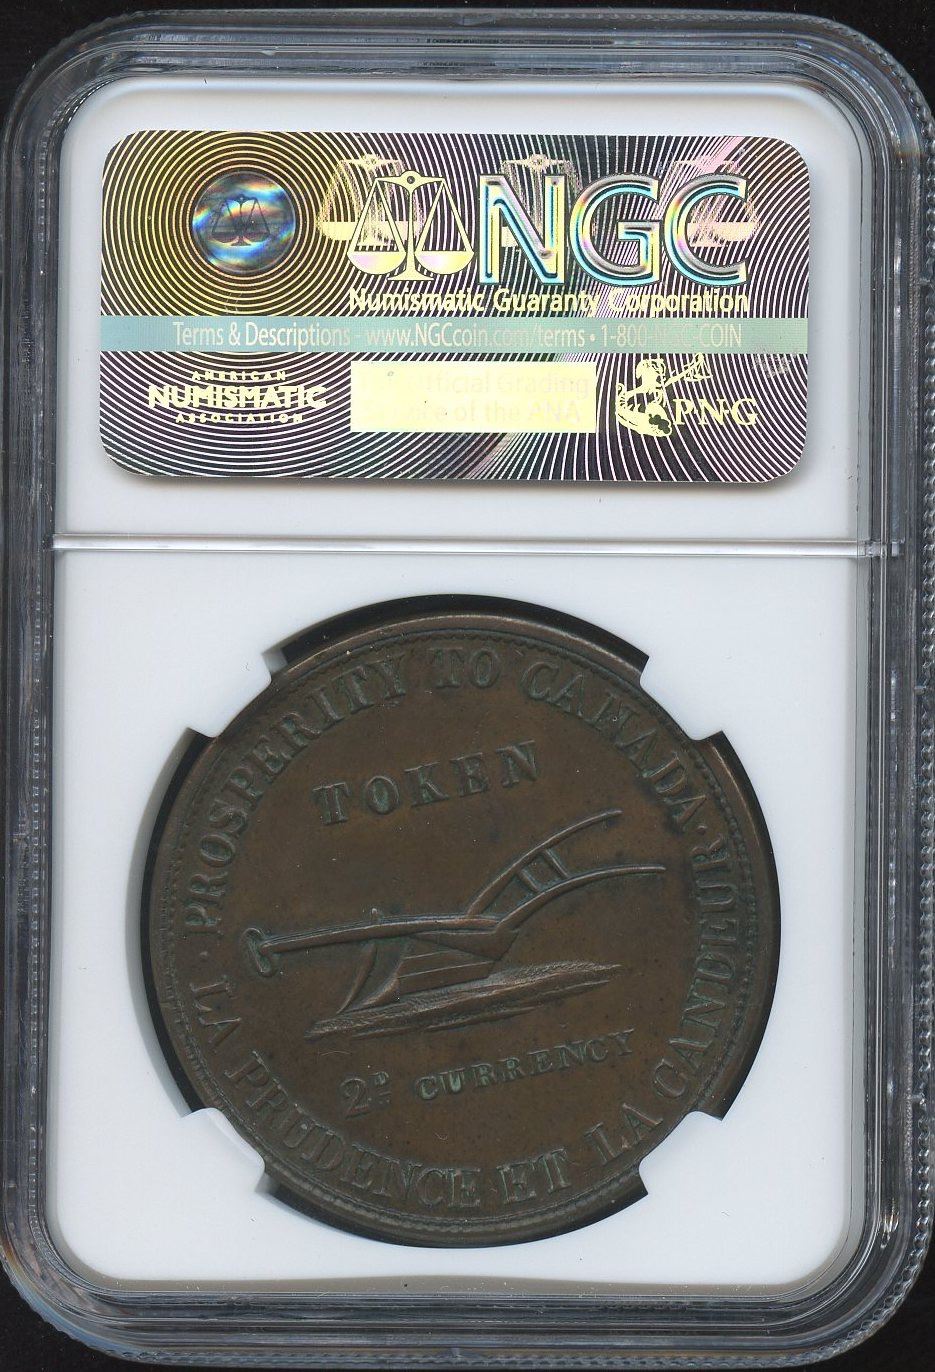 NGC
Numismatic Guaranty Corporation
Terms & Descriptions - www.NGCcoin.com/terms • 1-800-NGC-COIN
AMERICAN
NUMISMATIC
ASSOCIATION
Official Grading
Service of the ANA
PNG
· PROSPERITY TO CANADA · LA PRUDENCE ET LA CANDEUR
TOKEN
2D CURRENCY